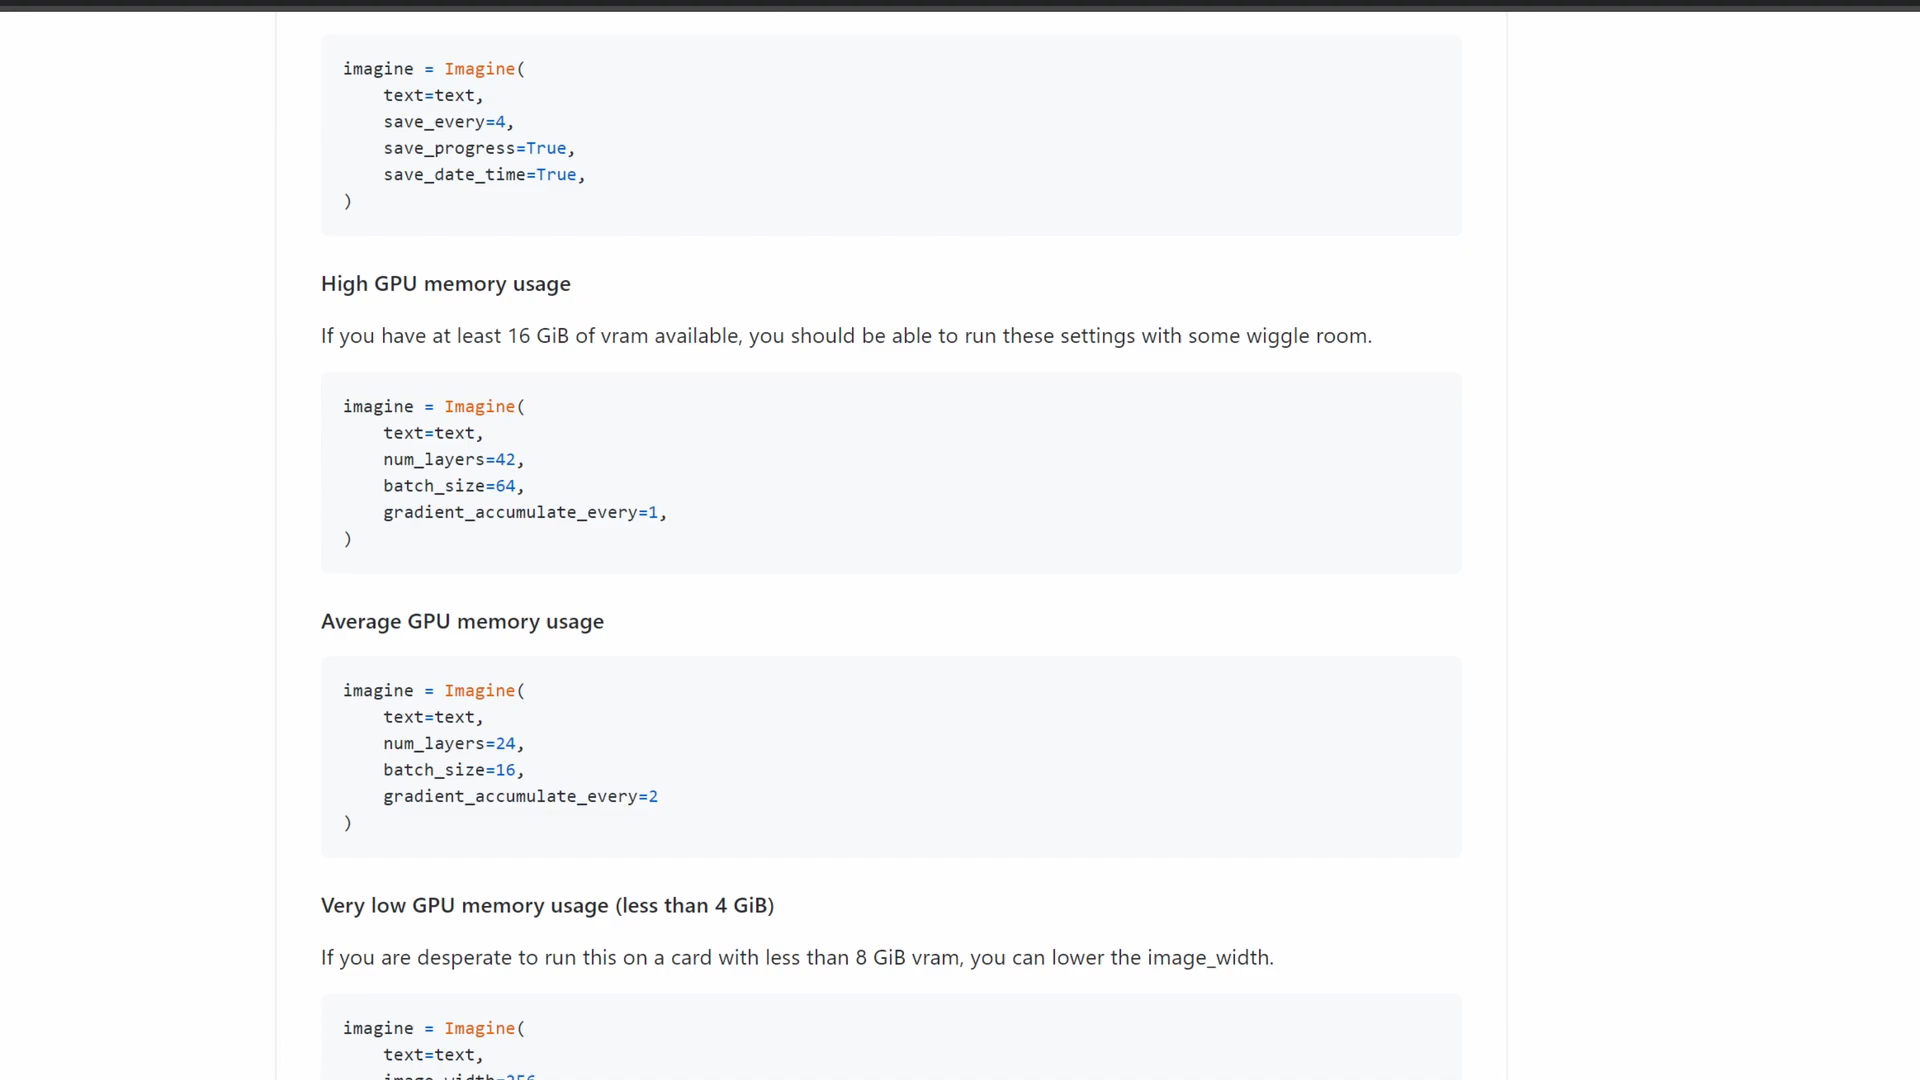 imagine = Imagine(
    text=text,
    save_every=4,
    save_progress=True,
    save_date_time=True,
)
High GPU memory usage
If you have at least 16 GiB of vram available, you should be able to run these settings with some wiggle room.
imagine = Imagine(
    text=text,
    num_layers=42,
    batch_size=64,
    gradient_accumulate_every=1,
)
Average GPU memory usage
imagine = Imagine(
    text=text,
    num_layers=24,
    batch_size=16,
    gradient_accumulate_every=2
)
Very low GPU memory usage (less than 4 GiB)
If you are desperate to run this on a card with less than 8 GiB vram, you can lower the image_width.
imagine = Imagine(
    text=text,
    image_width=256